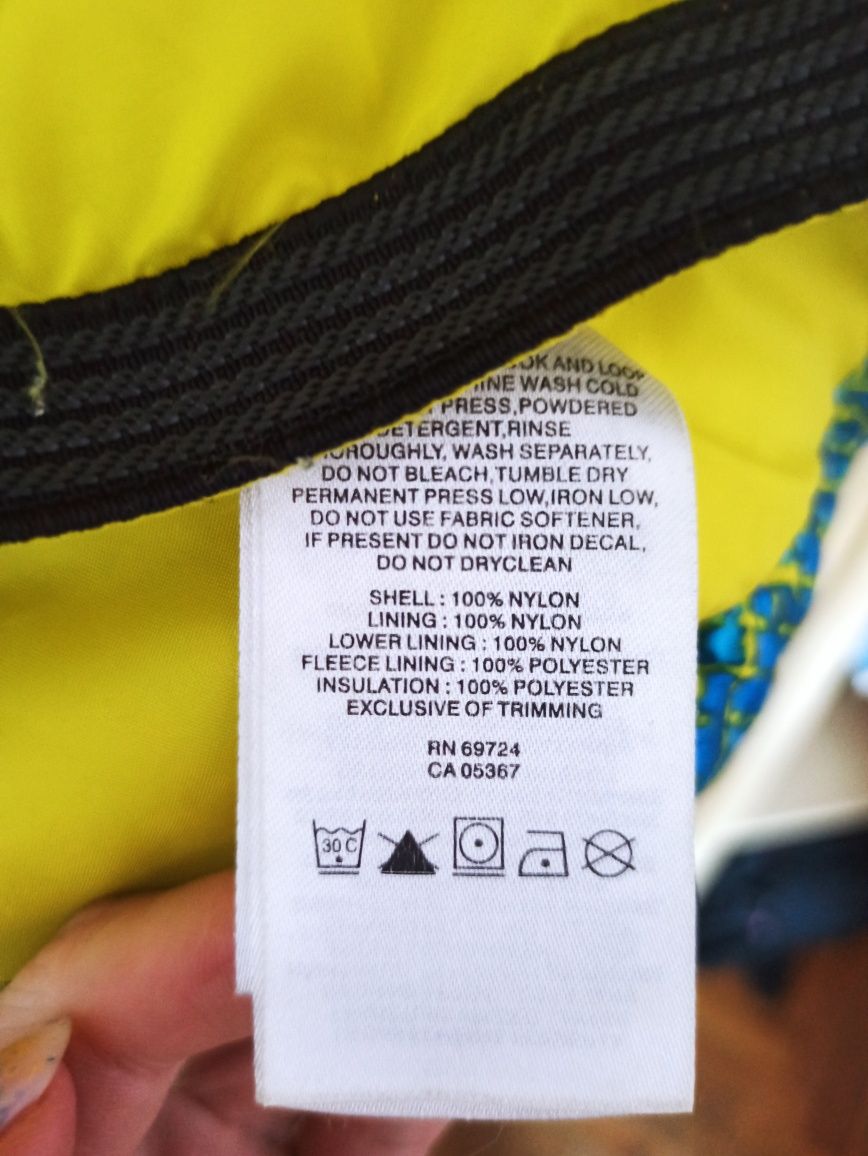 AND LOOP
WASH COLD
PRESS,POWDERED
DETERGENT,RINSE
THOROUGHLY, WASH SEPARATELY,
DO NOT BLEACH,TUMBLE DRY
PERMANENT PRESS LOW,IRON LOW,
DO NOT USE FABRIC SOFTENER,
IF PRESENT DO NOT IRON DECAL,
DO NOT DRYCLEAN
SHELL : 100% NYLON
LINING : 100% NYLON
LOWER LINING : 100% NYLON
FLEECE LINING : 100% POLYESTER
INSULATION : 100% POLYESTER
EXCLUSIVE OF TRIMMING
RN 69724
CA 05367
30 C